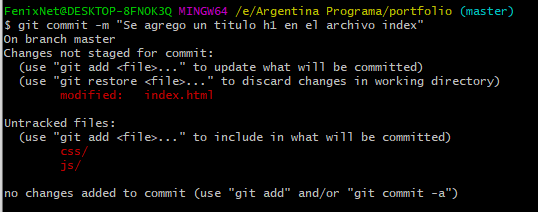 FenixNet@DESKTOP-8FNOK3Q MINGW64 /e/Argentina Programa/portfolio (master)
$ git commit -m "Se agrego un titulo h1 en el archivo index"
On branch master
Changes not staged for commit:
  (use "git add <file>..." to update what will be committed)
  (use "git restore <file>..." to discard changes in working directory)
        modified:   index.html

Untracked files:
  (use "git add <file>..." to include in what will be committed)
        css/
        js/

no changes added to commit (use "git add" and/or "git commit -a")